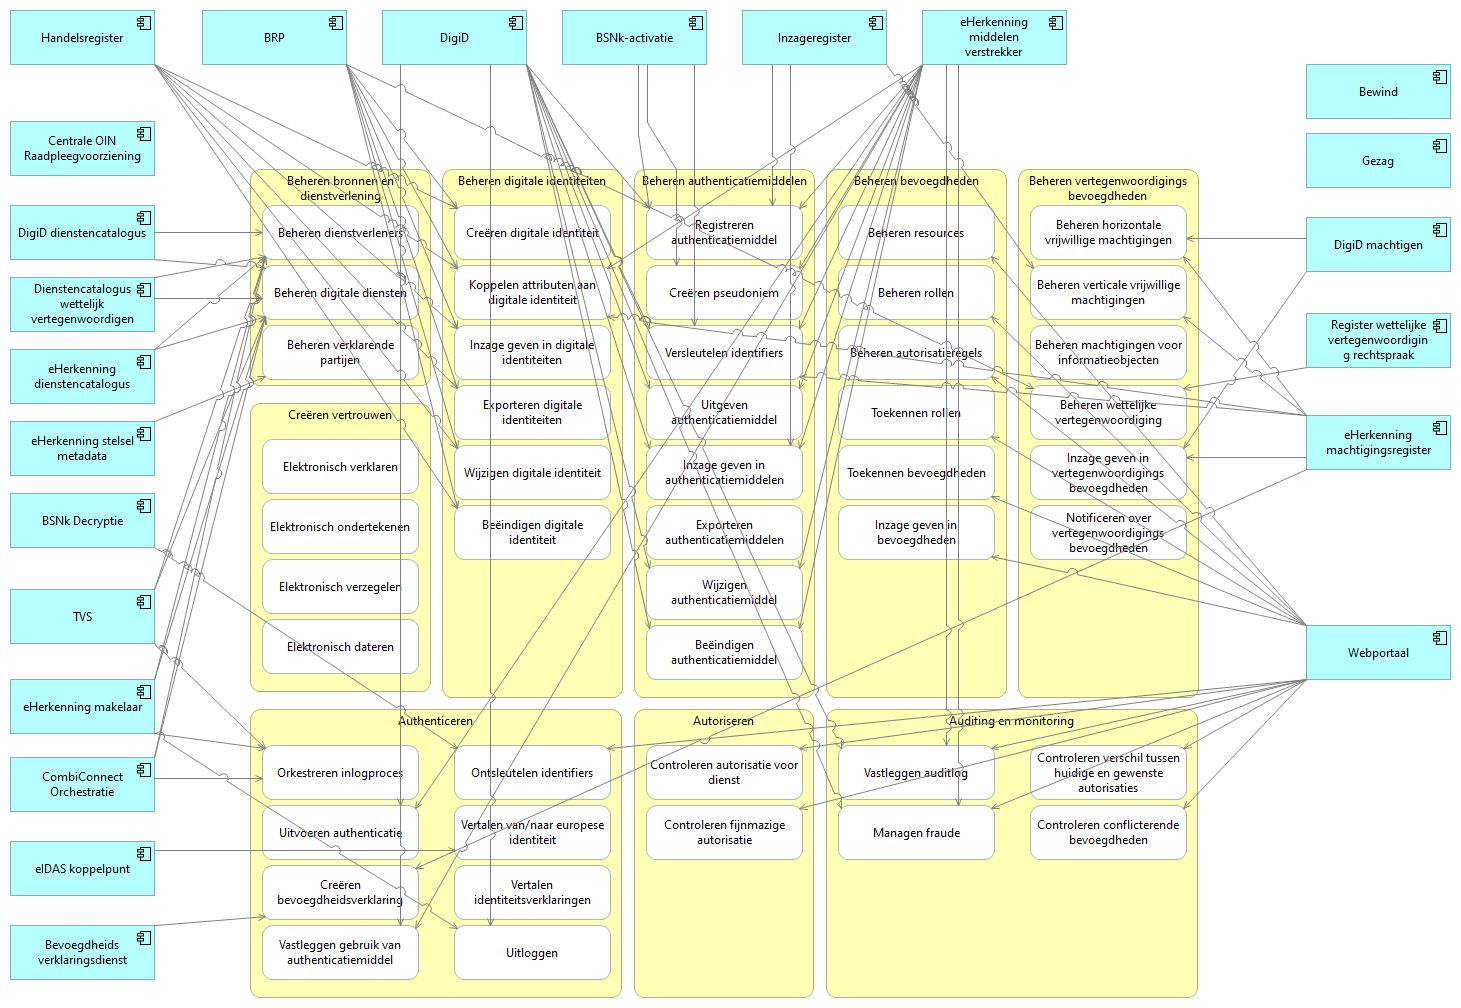 Handelsregister
BRP
DigiD
BSNk-activatie
Inzageregister
eHerkenning
middelen
verstrekker
Bewind
Gezag
DigiD machtigen
Register wettelijke
vertegenwoordigin
g rechtspraak
eHerkenning
machtigingsregister
Webportaal
Centrale OIN
Raadpleegvoorziening
DigiD dienstencatalogus
Dienstencatalogus
wettelijk
vertegenwoordigen
eHerkenning
dienstencatalogus
eHerkenning stelsel
metadata
BSNk Decryptie
TVS
eHerkenning makelaar
CombiConnect
Orchestratie
eIDAS koppelpunt
Bevoegdheids
verklaringsdienst
Beheren bronnen en
dienstverlening
Beheren dienstverleners
Beheren digitale diensten
Beheren verklarende
partijen
Creëren vertrouwen
Elektronisch verklaren
Elektronisch ondertekenen
Elektronisch verzegelen
Elektronisch dateren
Beheren digitale identiteiten
Creëren digitale identiteit
Koppelen attributen aan
digitale identiteit
Inzage geven in digitale
identiteiten
Exporteren digitale
identiteiten
Wijzigen digitale identiteit
Beëindigen digitale
identiteit
Beheren authenticatiemiddelen
Registreren
authenticatiemiddel
Creëren pseudoniem
Versleutelen identifiers
Uitgeven
authenticatiemiddel
Inzage geven in
authenticatiemiddelen
Exporteren
authenticatiemiddelen
Wijzigen
authenticatiemiddel
Beëindigen
authenticatiemiddel
Beheren bevoegdheden
Beheren resources
Beheren rollen
Beheren autorisatieregels
Toekennen rollen
Toekennen bevoegdheden
Inzage geven in
bevoegdheden
Beheren vertegenwoordigings
bevoegdheden
Beheren horizontale
vrijwillige machtigingen
Beheren verticale vrijwillige
machtigingen
Beheren machtigingen voor
informatieobjecten
Beheren wettelijke
vertegenwoordiging
Inzage geven in
vertegenwoordigings
bevoegdheden
Notificeren over
vertegenwoordigings
bevoegdheden
Authenticeren
Orkestreren inlogproces
Uitvoeren authenticatie
Creëren
bevoegdheidsverklaring
Vastleggen gebruik van
authenticatiemiddel
Ontsleutelen identifiers
Vertalen van/naar europese
identiteit
Vertalen
identiteitsverklaringen
Uitloggen
Autoriseren
Controleren autorisatie voor
dienst
Controleren fijnmazige
autorisatie
Auditing en monitoring
Vastleggen auditlog
Managen fraude
Controleren verschil tussen
huidige en gewenste
autorisaties
Controleren conflicterende
bevoegdheden